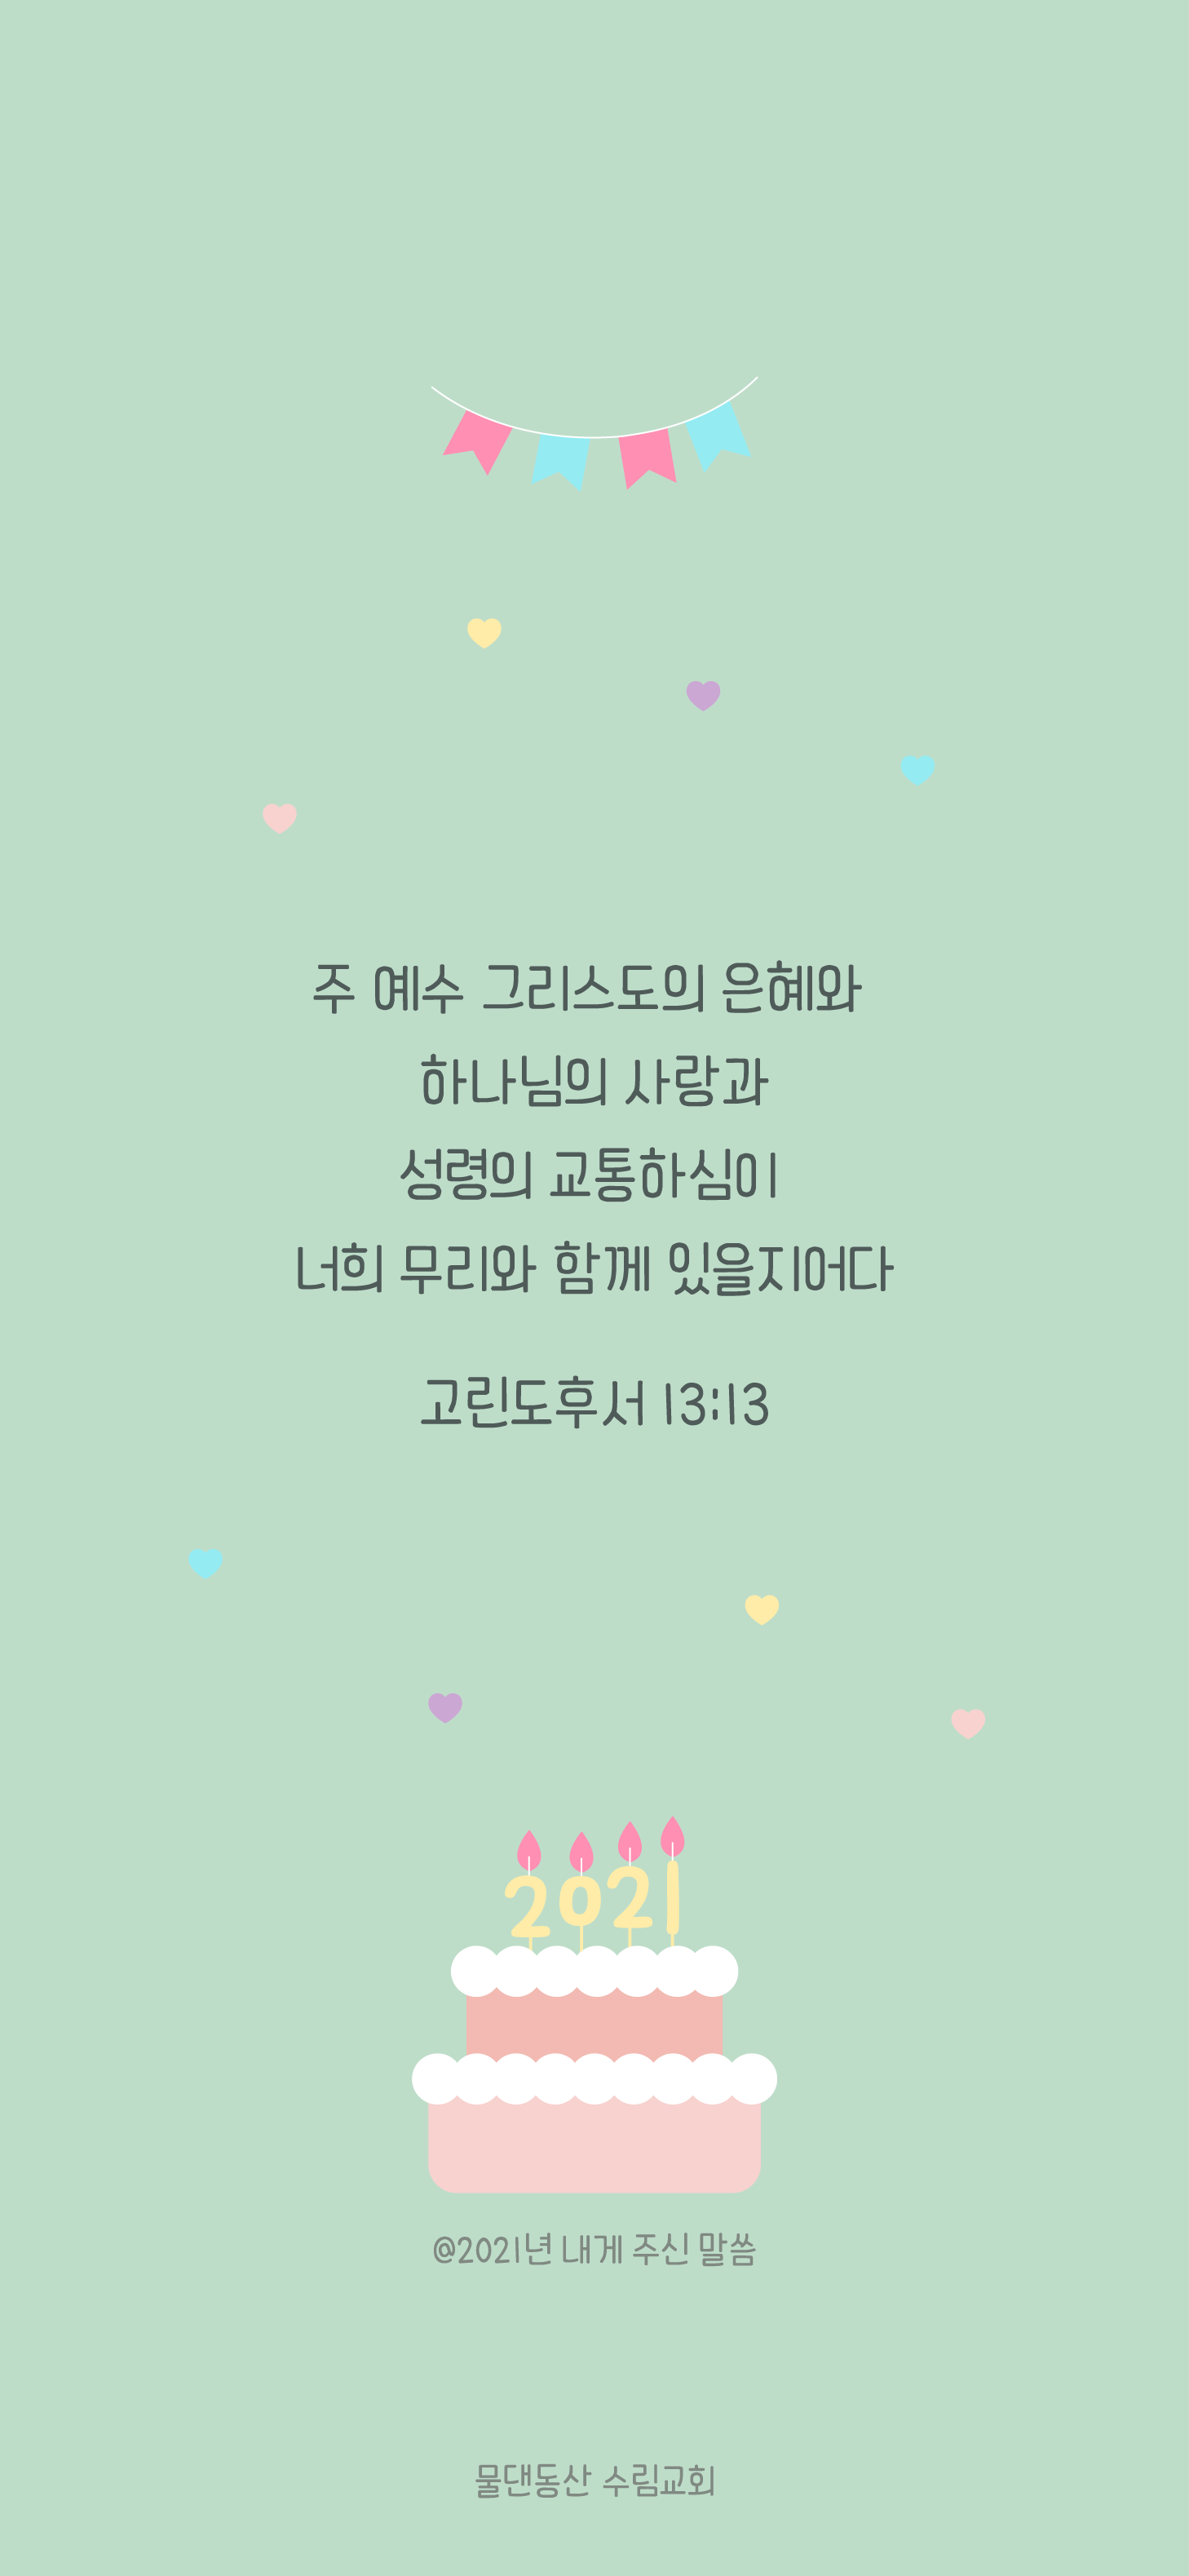 주 예수 그리스도의 은혜와
하나님의 사랑과
성령의 교통하심이
너희 무리와 함께 있을지어다
고린도후서 13:13
2021
@2021년 내게 주신 말씀
물댄동산 수림교회